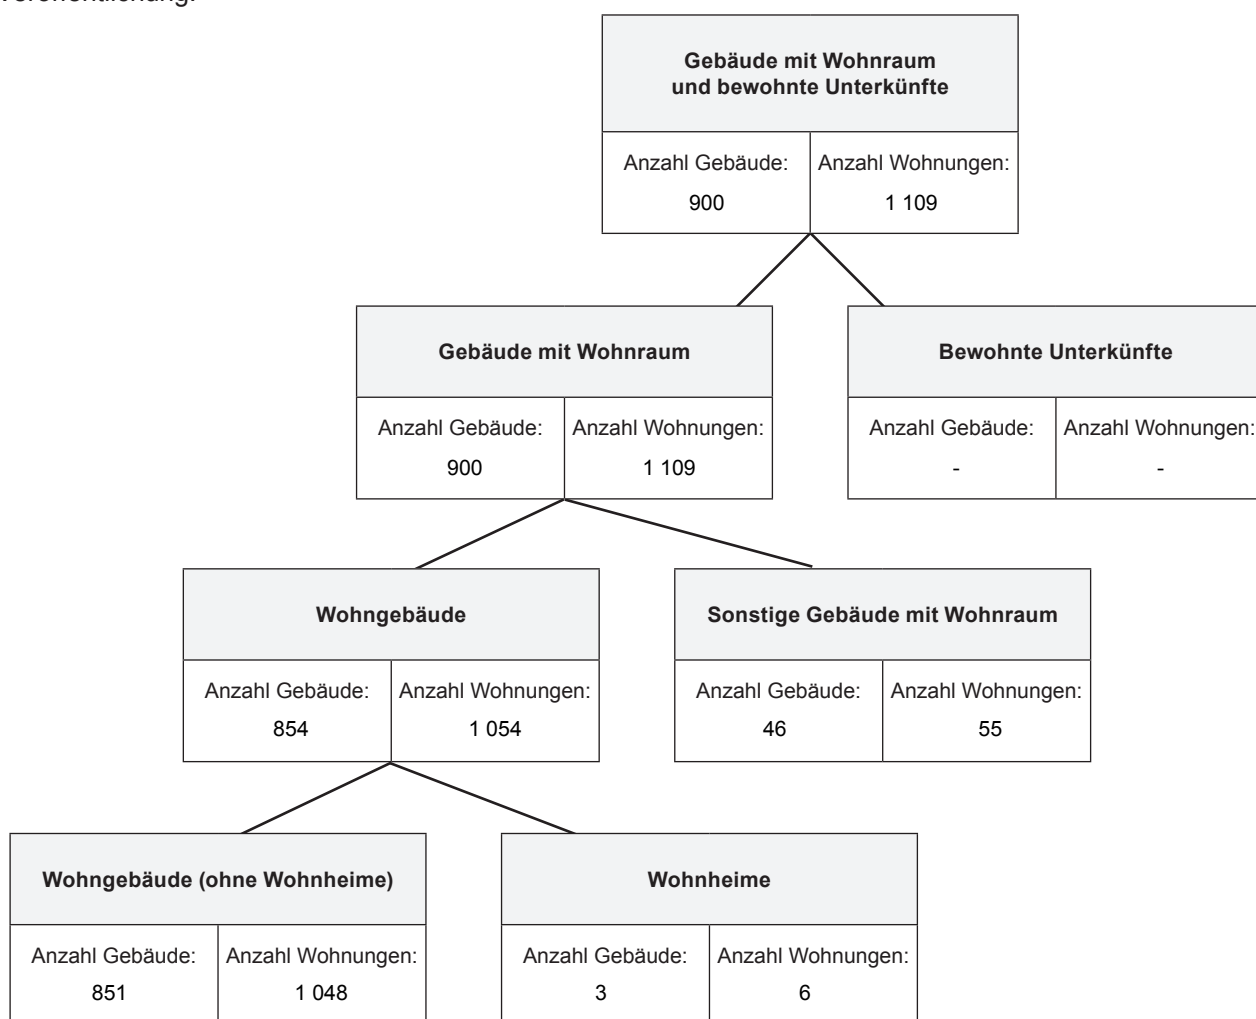 Veröffentlichung.
Gebäude mit Wohnraum
und bewohnte Unterkünfte
Anzahl Gebäude: Anzahl Wohnungen:
900 1 109
Gebäude mit Wohnraum
Bewohnte Unterkünfte
Anzahl Gebäude: Anzahl Wohnungen:
900 1 109
Anzahl Gebäude: Anzahl Wohnungen:
- -
Wohngebäude
Sonstige Gebäude mit Wohnraum
Anzahl Gebäude: Anzahl Wohnungen:
854 1 054
Anzahl Gebäude: Anzahl Wohnungen:
46 55
Wohngebäude (ohne Wohnheime)
Wohnheime
Anzahl Gebäude: Anzahl Wohnungen:
851 1 048
Anzahl Gebäude: Anzahl Wohnungen:
3 6